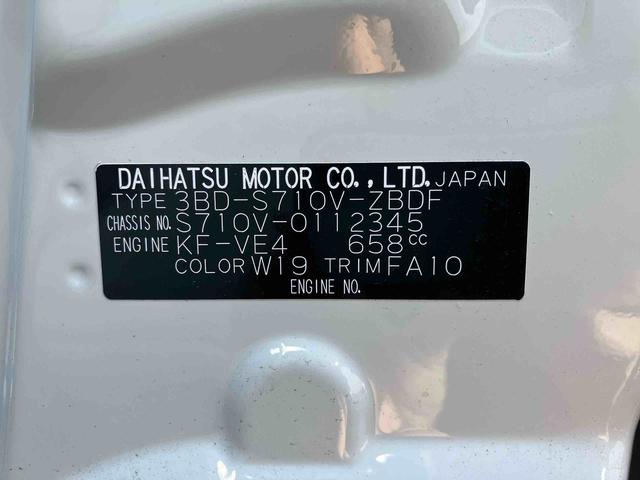 DAIHATSU MOTOR CO., LTD. JAPAN
TYPE 3BD-S710V-ZBDF
CHASSIS NO. S710V-0112345
ENGINE KF-VE4 658cc
COLOR W19 TRIM FA10
ENGINE NO.